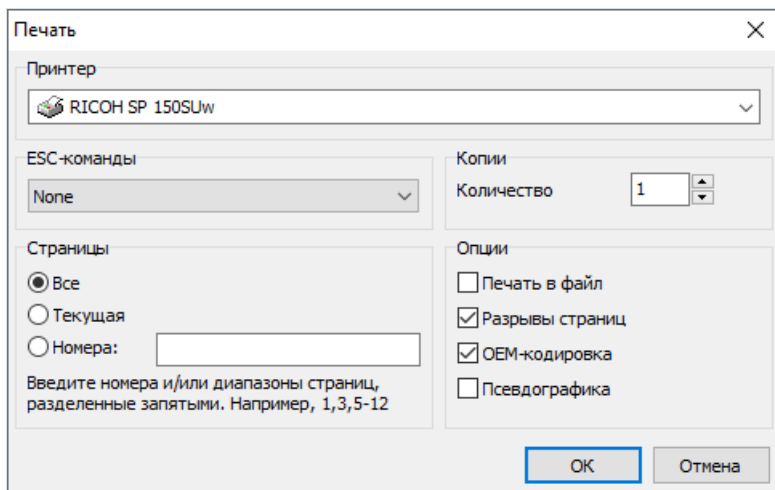 Печать
Принтер
RICOH SP 150SUw
ESC-команды
None
Копии
Количество 1
Страницы
Все
Текущая
Номера:
Введите номера и/или диапазоны страниц,
разделенные запятыми. Например, 1,3,5-12
Опции
Печать в файл
Разрывы страниц
OEM-кодировка
Псевдографика
OK Отмена